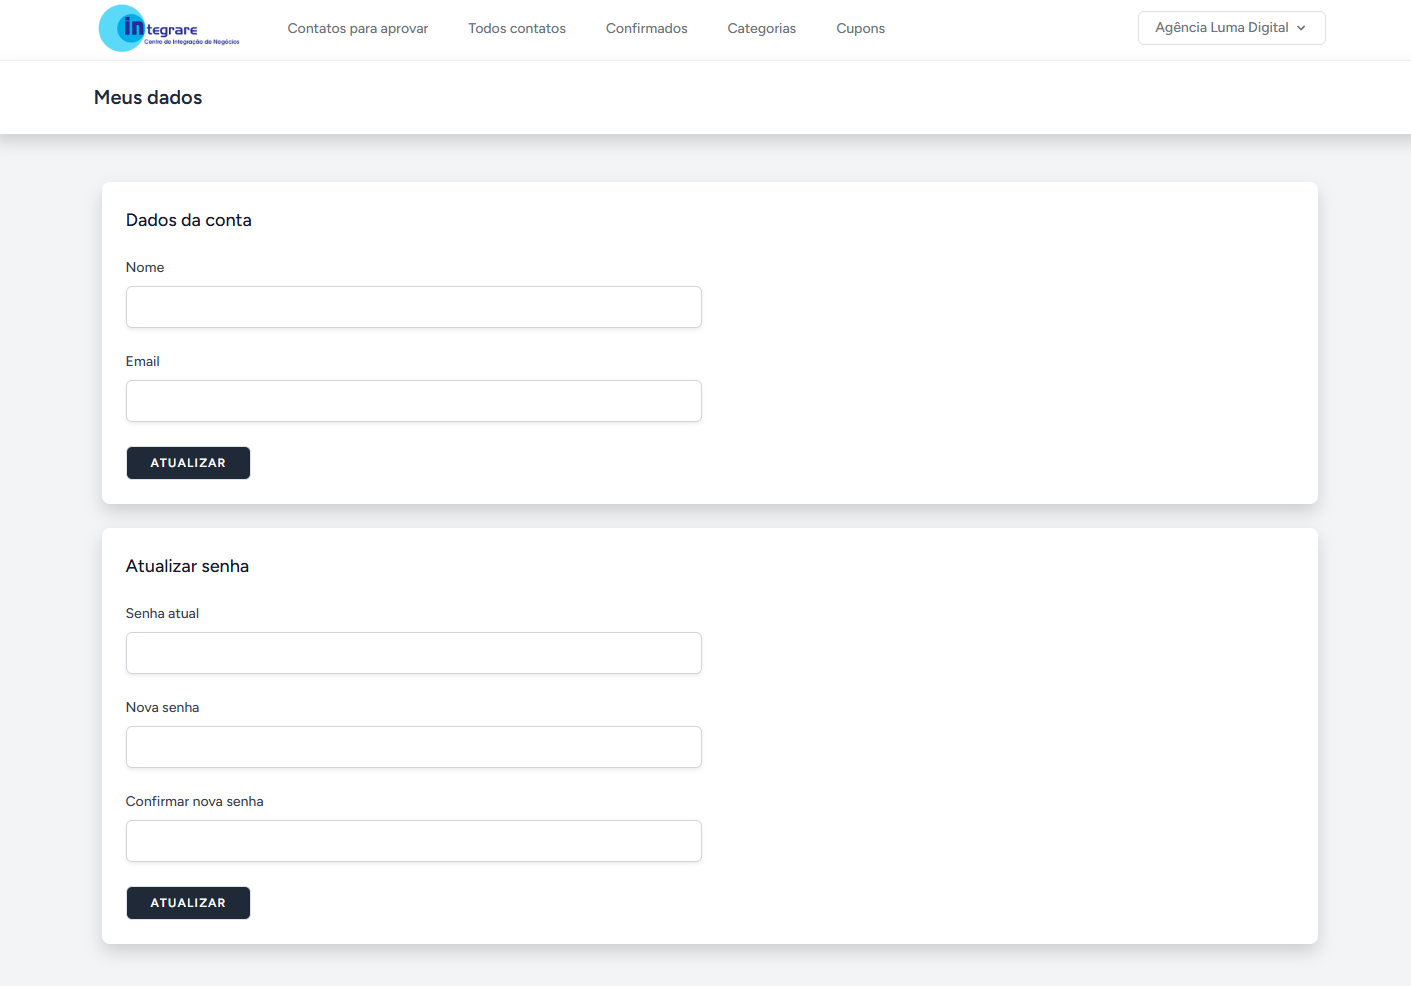 integrare
Centro de Integração de Negócios
Contatos para aprovar
Todos contatos
Confirmados
Categorias
Cupons
Agência Luma Digital
Meus dados
Dados da conta
Nome
Email
ATUALIZAR
Atualizar senha
Senha atual
Nova senha
Confirmar nova senha
ATUALIZAR